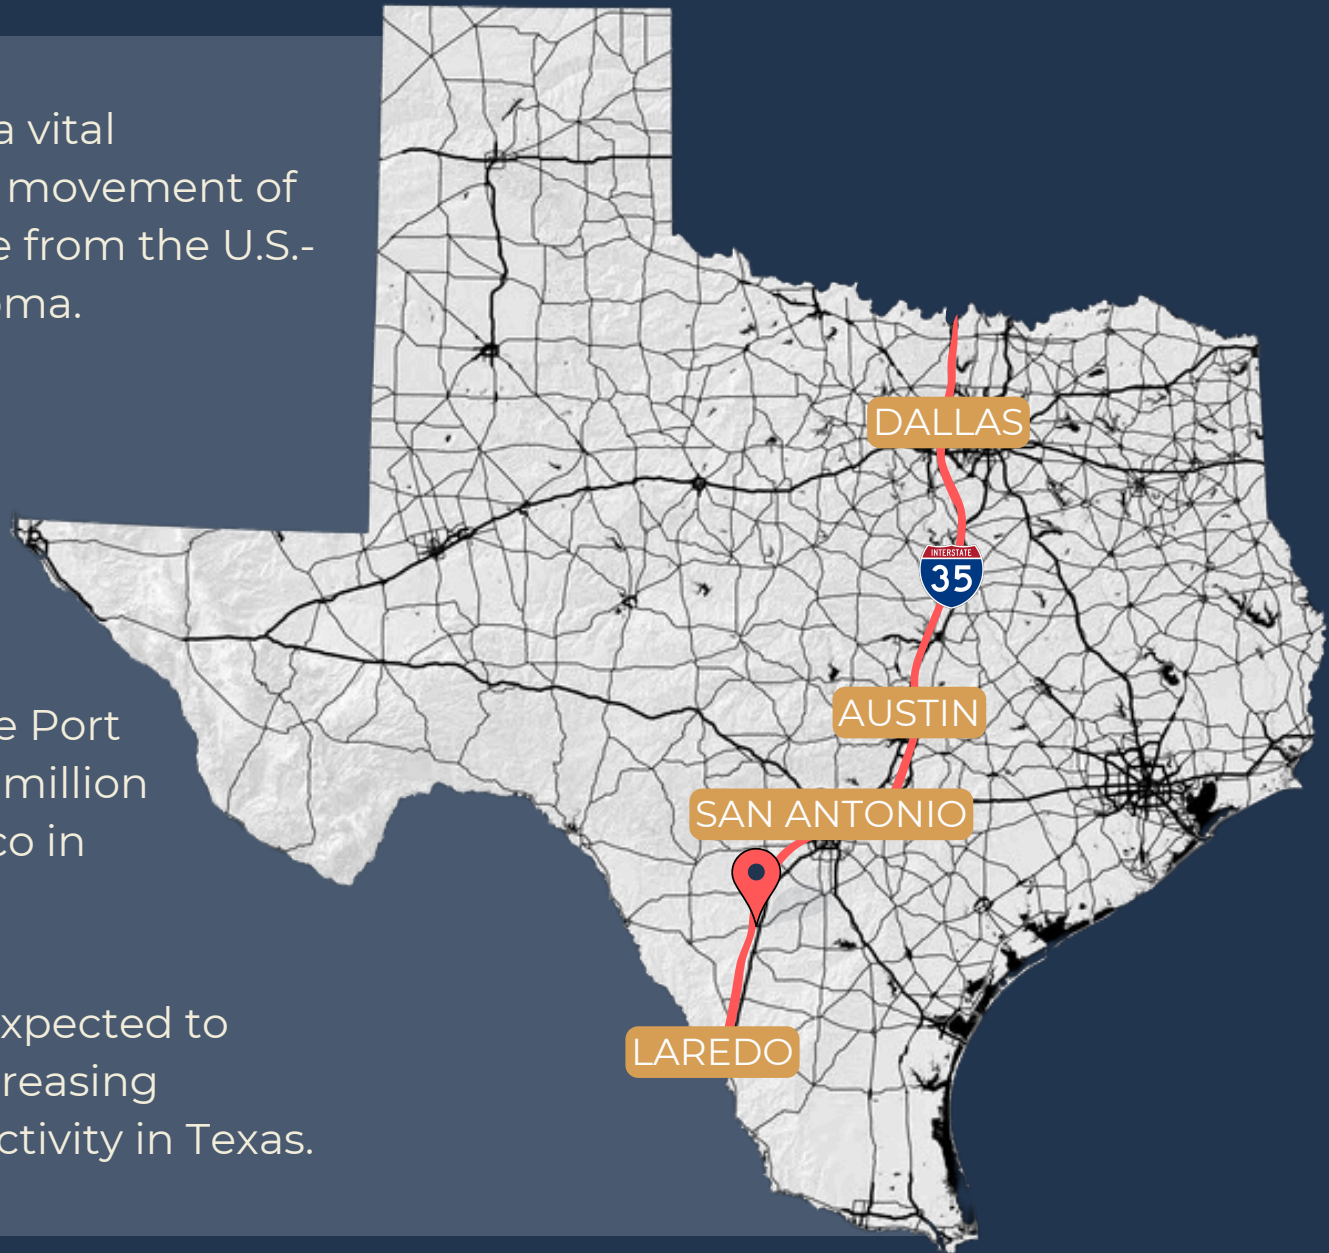 a vital
movement of
e from the U.S.-
oma.
DALLAS
INTERSTATE
35
AUSTIN
e Port
million
co in
SAN ANTONIO
LAREDO
xpected to
reasing
ctivity in Texas.